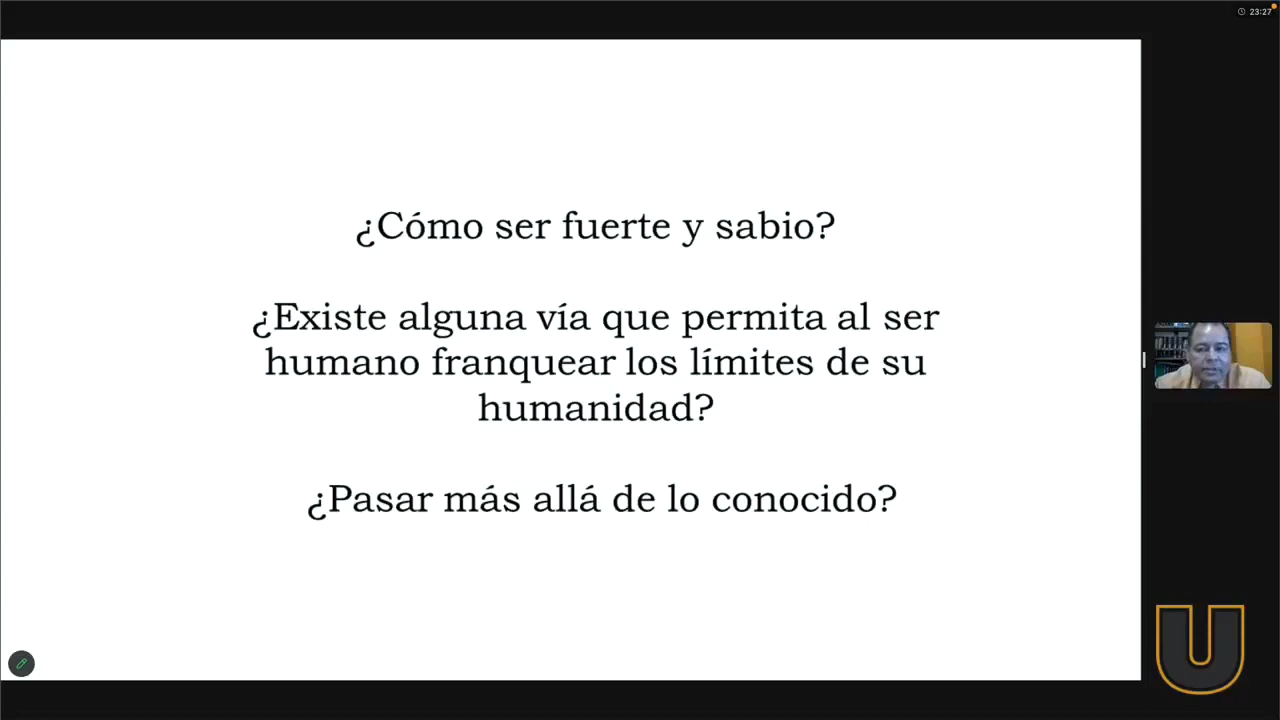 23:27
¿Cómo ser fuerte y sabio?
¿Existe alguna vía que permita al ser
humano franquear los límites de su
humanidad?
¿Pasar más allá de lo conocido?
U